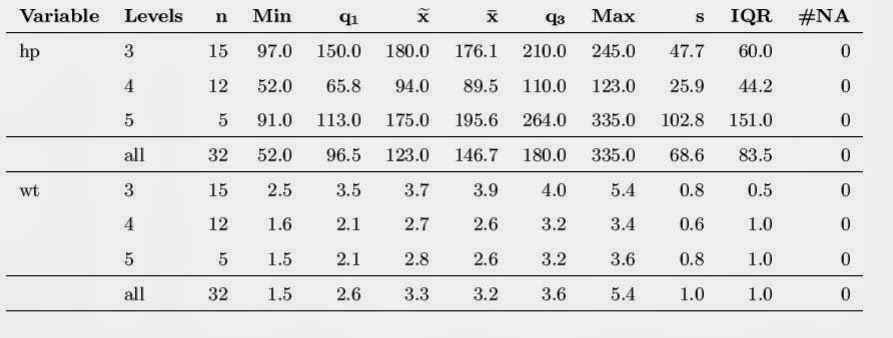 Variable Levels n Min q₁ x̃ x̄ q₃ Max s IQR #NA
hp 3 15 97.0 150.0 180.0 176.1 210.0 245.0 47.7 60.0 0
4 12 52.0 65.8 94.0 89.5 110.0 123.0 25.9 44.2 0
5 5 91.0 113.0 175.0 195.6 264.0 335.0 102.8 151.0 0
all 32 52.0 96.5 123.0 146.7 180.0 335.0 68.6 83.5 0
wt 3 15 2.5 3.5 3.7 3.9 4.0 5.4 0.8 0.5 0
4 12 1.6 2.1 2.7 2.6 3.2 3.4 0.6 1.0 0
5 5 1.5 2.1 2.8 2.6 3.2 3.6 0.8 1.0 0
all 32 1.5 2.6 3.3 3.2 3.6 5.4 1.0 1.0 0